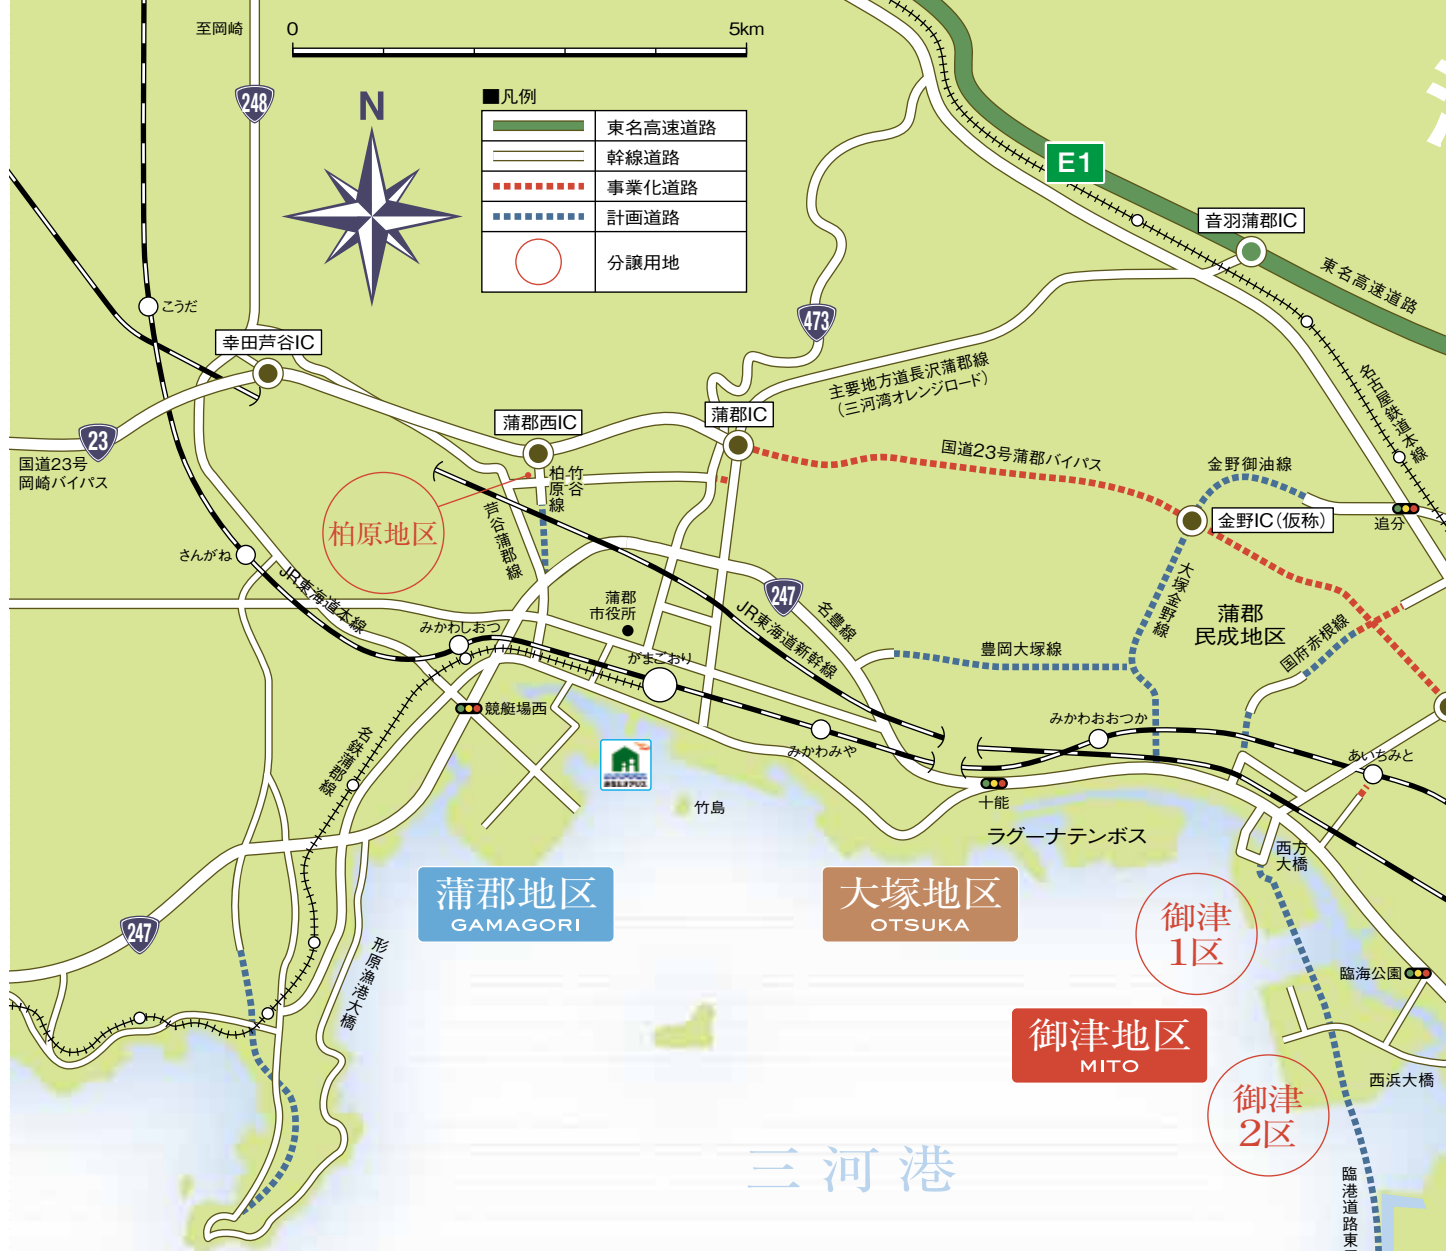 至岡崎
0
5km
248
N
■凡例
東名高速道路
幹線道路
事業化道路
計画道路
分譲用地
E1
音羽蒲郡IC
東名高速道路
こうだ
幸田芦谷IC
473
主要地方道長沢蒲郡線
(三河湾オレンジロード)
名古屋鉄道本線
23
国道23号
岡崎バイパス
蒲郡西IC
蒲郡IC
国道23号蒲郡バイパス
金野御油線
追分
金野IC(仮称)
柏原地区
竹谷
柏原線
芦谷蒲郡線
さんがね
JR東海道本線
みかわしおつ
蒲郡
市役所
がまごおり
247
名豊線
JR東海道新幹線
豊岡大塚線
大塚金野線
蒲郡
民成地区
国府赤根線
競艇場西
名鉄蒲郡線
みかわみや
みかわおおつか
あいちみと
竹島
十能
ラグーナテンボス
西方
大橋
蒲郡地区
GAMAGORI
大塚地区
OTSUKA
御津
1区
247
形原漁港大橋
臨海公園
御津地区
MITO
西浜大橋
御津
2区
三河港
臨港道路東